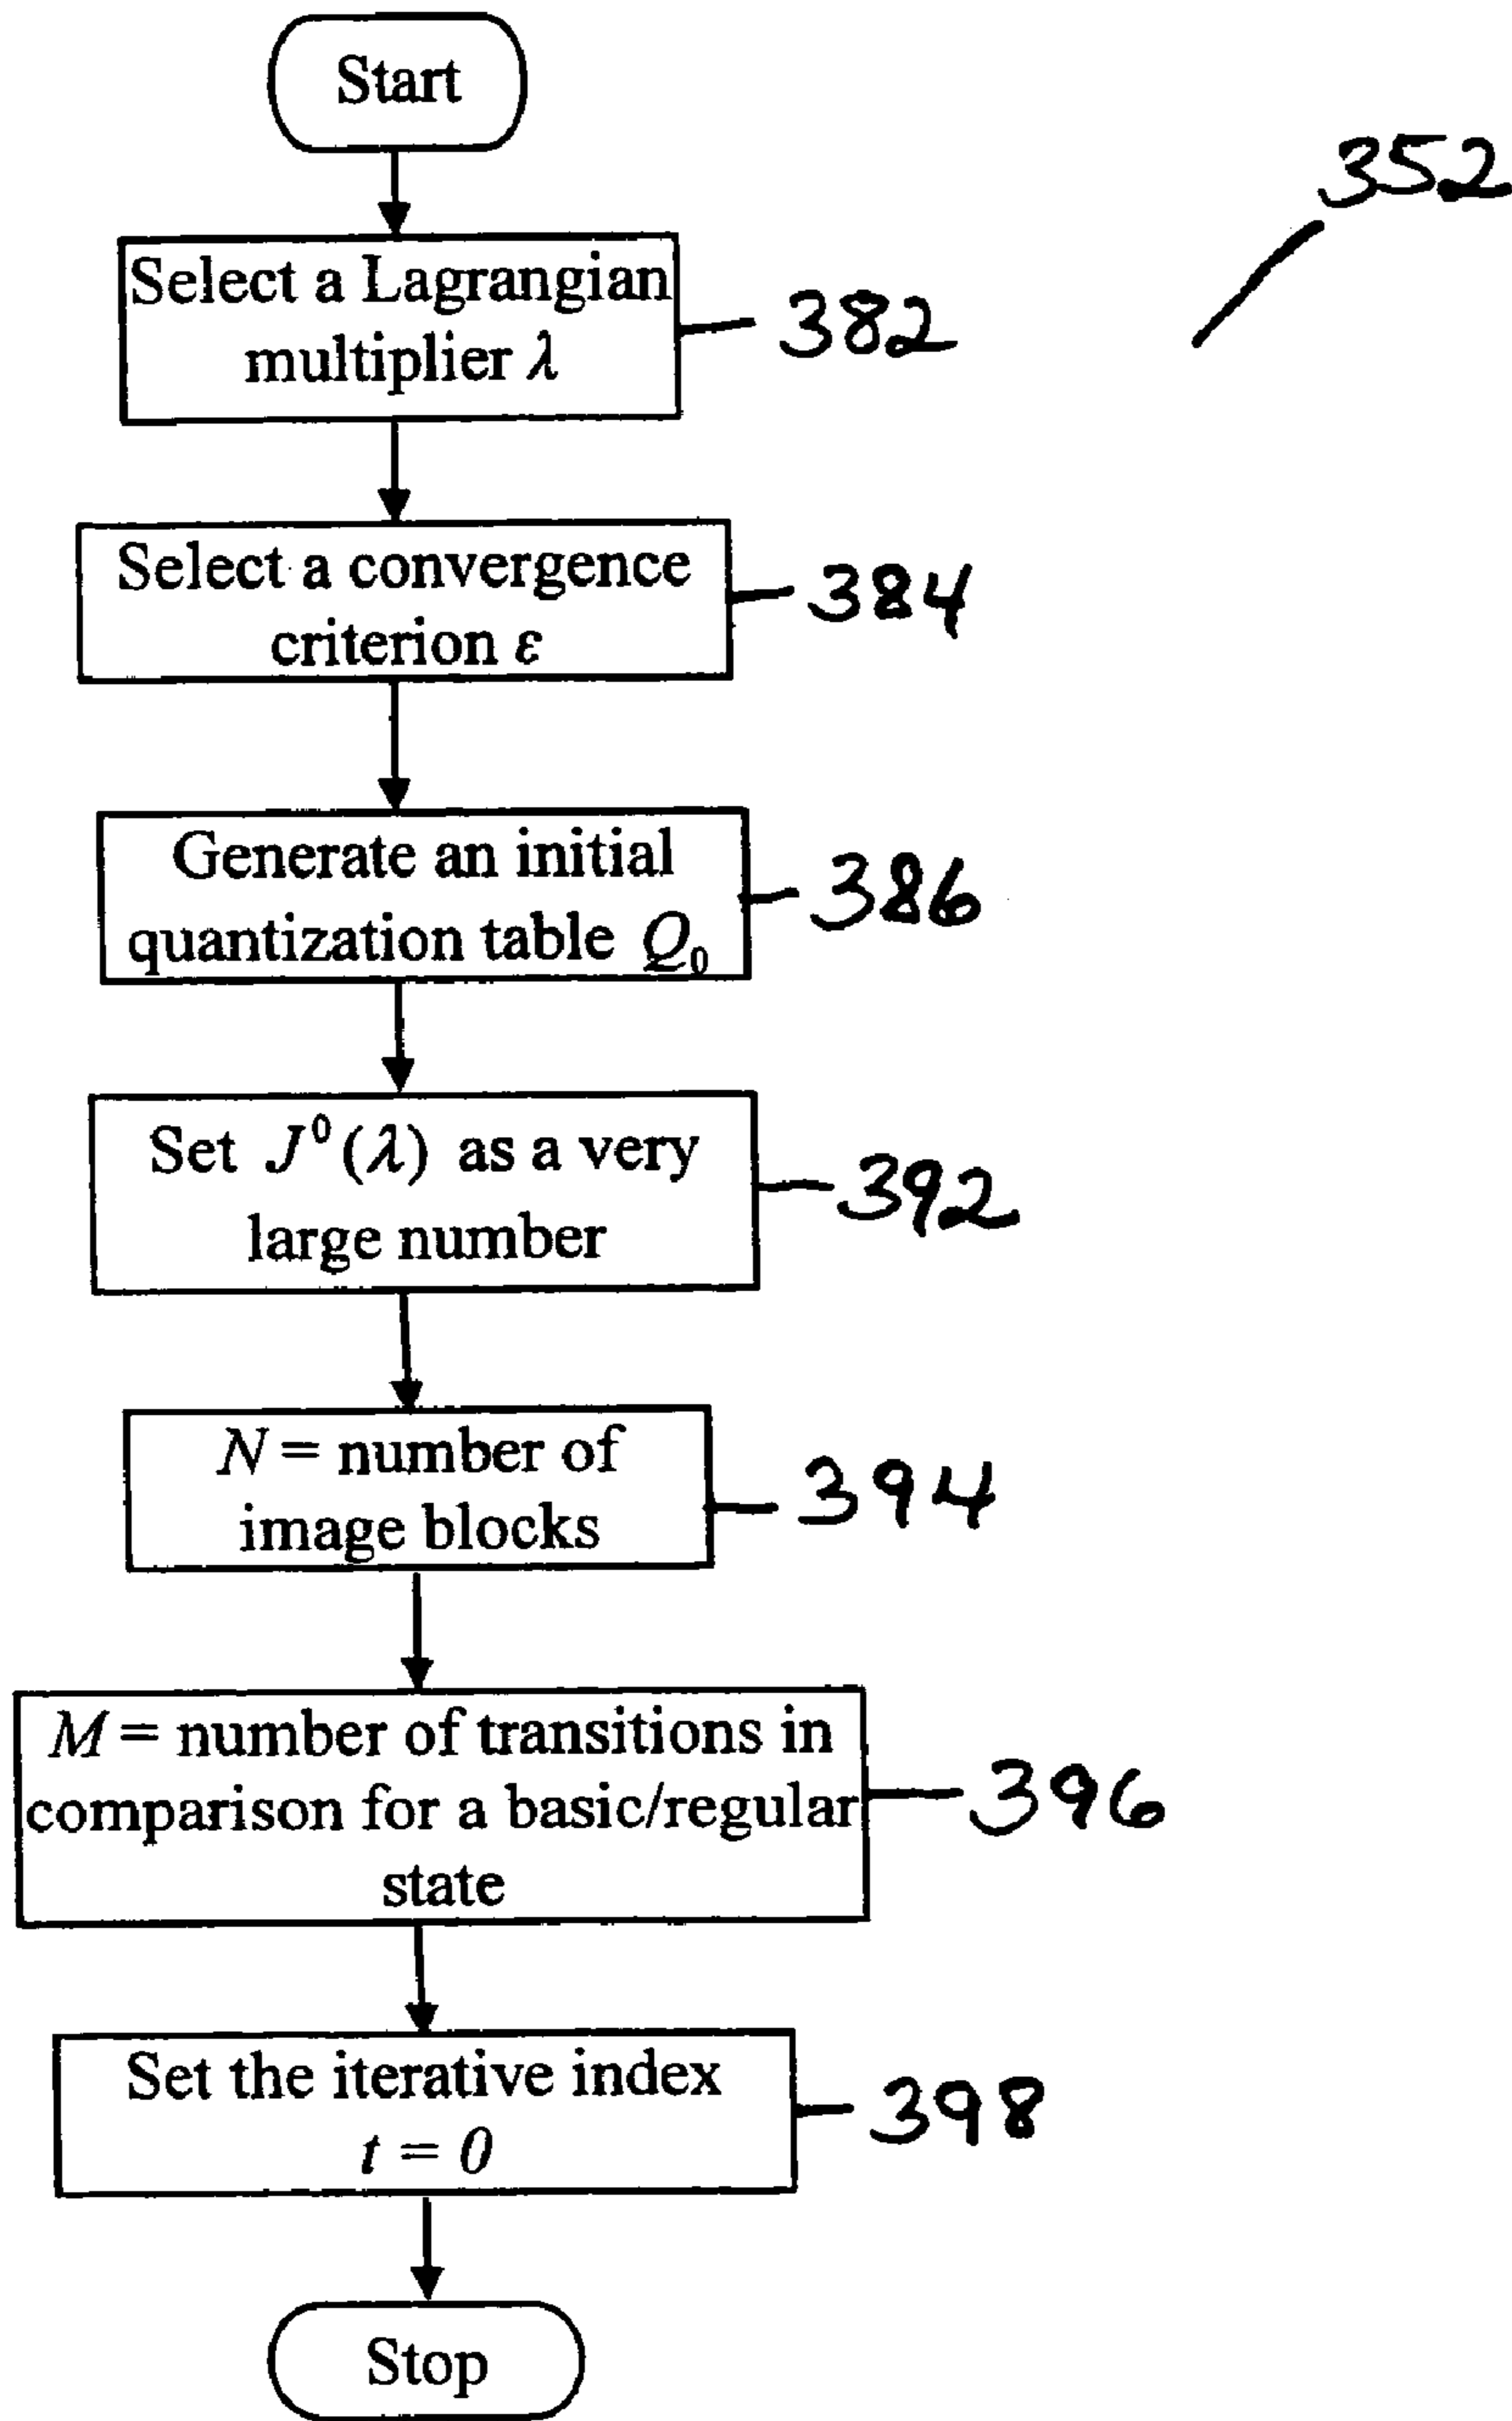 Start
352
Select a Lagrangian
multiplier λ
382
Select a convergence
criterion ε
384
Generate an initial
quantization table Q₀
386
Set J⁰(λ) as a very
large number
392
N = number of
image blocks
394
M = number of transitions in
comparison for a basic/regular
state
396
Set the iterative index
t = 0
398
Stop